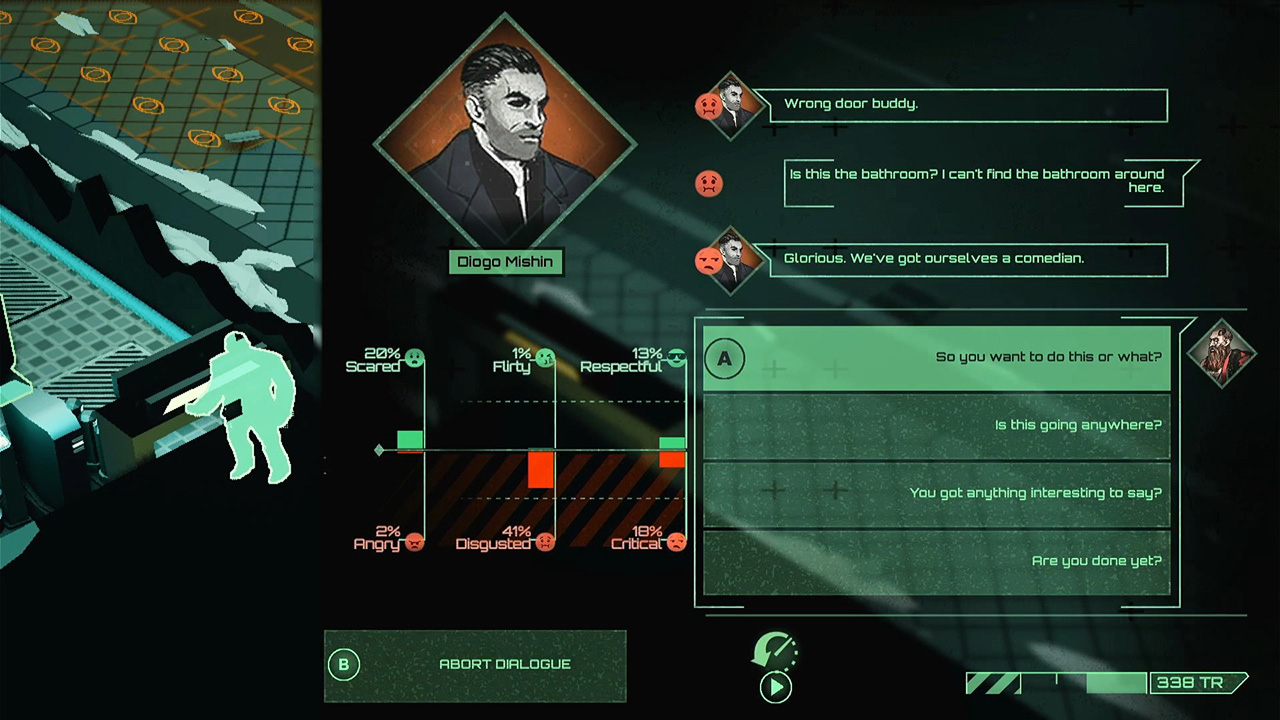 Wrong door buddy.
Is this the bathroom? I can't find the bathroom around
here.
Diogo Mishin
Glorious. We've got ourselves a comedian.
20%
Scared
1%
Flirty
13%
Respectful
2%
Angry
41%
Disgusted
18%
Critical
A
So you want to do this or what?
Is this going anywhere?
You got anything interesting to say?
Are you done yet?
B
ABORT DIALOGUE
338 TR